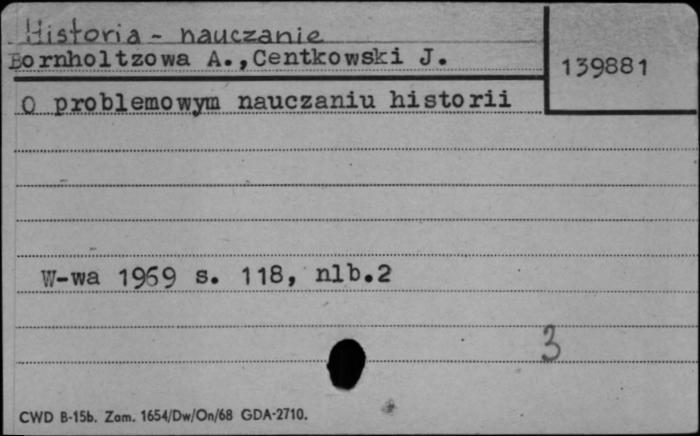 Historia - nauczanie
Bornholtzowa A.,Centkowski J.
139881
O problemowym nauczaniu historii
W-wa 1969 s. 118, nlb.2
3
CWD B-15b. Zam. 1654/Dw/On/68 GDA-2710.